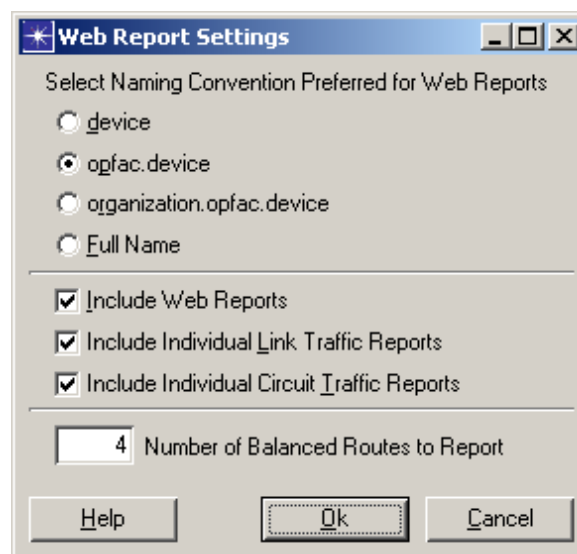 Web Report Settings
Select Naming Convention Preferred for Web Reports
device
opfac.device
organization.opfac.device
Full Name
Include Web Reports
Include Individual Link Traffic Reports
Include Individual Circuit Traffic Reports
4 Number of Balanced Routes to Report
Help Ok Cancel